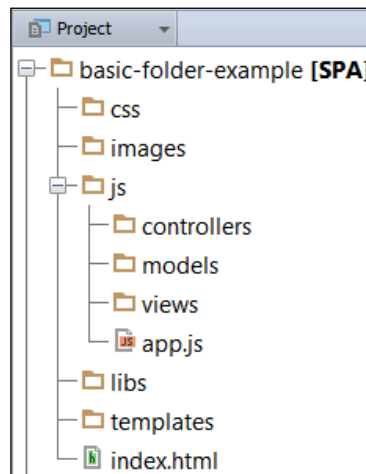 Project
basic-folder-example [SPA]
css
images
js
controllers
models
views
app.js
libs
templates
index.html